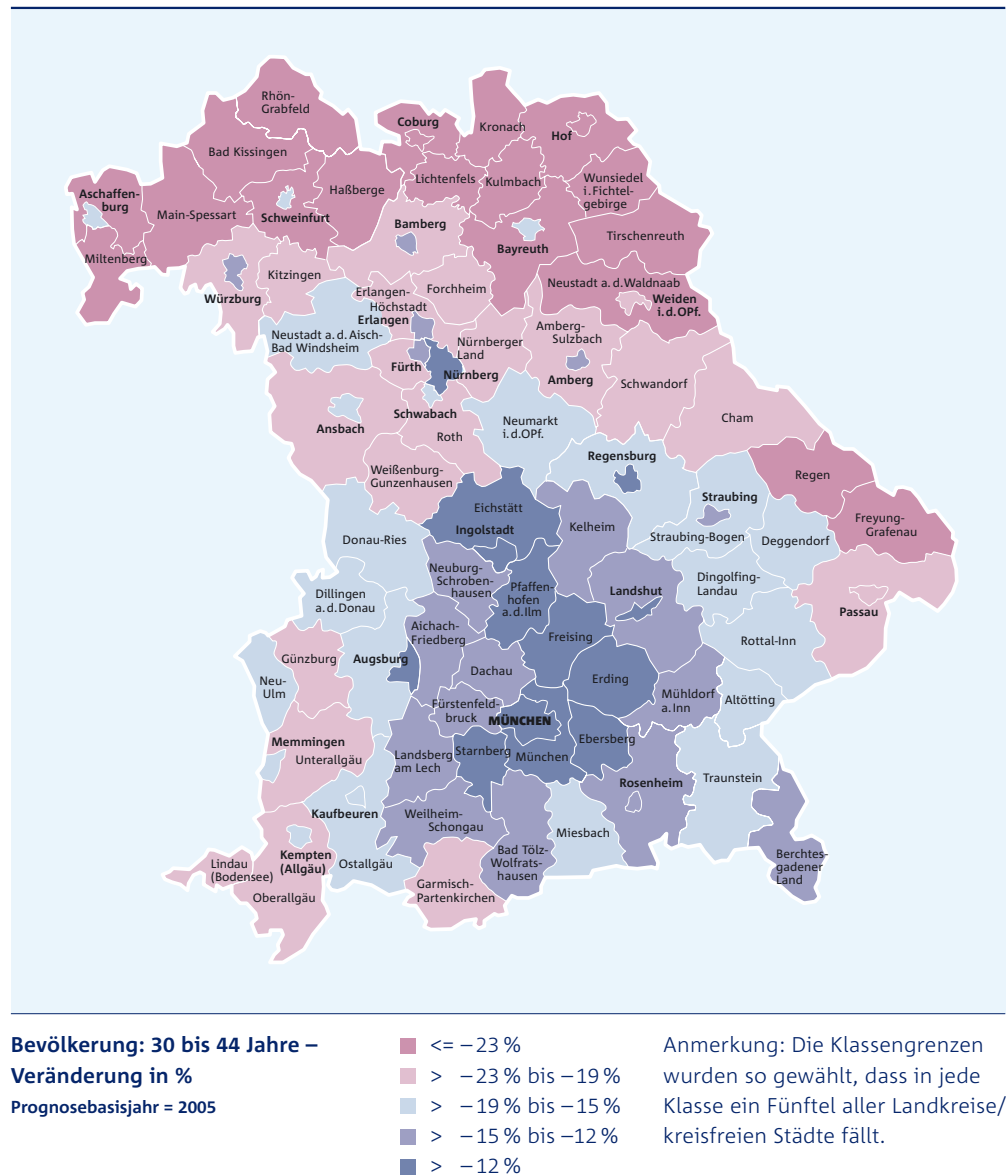 Rhön-
Grabfeld
Coburg
Kronach
Hof
Bad Kissingen
Lichtenfels
Kulmbach
Wunsiedel
i. Fichtel-
gebirge
Aschaffen-
burg
Main-Spessart
Schweinfurt
Haßberge
Bamberg
Bayreuth
Tirschenreuth
Miltenberg
Würzburg
Kitzingen
Forchheim
Neustadt a. d. Waldnaab
Weiden
i. d. OPf.
Erlangen-
Höchstadt
Erlangen
Neustadt a. d. Aisch-
Bad Windsheim
Nürnberger
Land
Amberg-
Sulzbach
Fürth
Nürnberg
Amberg
Schwandorf
Ansbach
Schwabach
Roth
Neumarkt
i. d. OPf.
Cham
Weißenburg-
Gunzenhausen
Regensburg
Regen
Eichstätt
Ingolstadt
Kelheim
Straubing
Straubing-Bogen
Deggendorf
Freyung-
Grafenau
Donau-Ries
Neuburg-
Schroben-
hausen
Pfaffen-
hofen
a. d. Ilm
Landshut
Dingolfing-
Landau
Passau
Dillingen
a. d. Donau
Aichach-
Friedberg
Freising
Rottal-Inn
Günzburg
Augsburg
Dachau
Erding
Neu-
Ulm
Mühldorf
a. Inn
Altötting
Fürstenfeld-
bruck
MÜNCHEN
Ebersberg
Memmingen
Unterallgäu
Landsberg
am Lech
Starnberg
München
Rosenheim
Traunstein
Kaufbeuren
Weilheim-
Schongau
Miesbach
Bad Tölz-
Wolfrats-
hausen
Berchtes-
gadener
Land
Lindau
(Bodensee)
Kempten
(Allgäu)
Ostallgäu
Oberallgäu
Garmisch-
Partenkirchen
Bevölkerung: 30 bis 44 Jahre –
Veränderung in %
Prognosebasisjahr = 2005
<= −23 %
> −23 % bis −19 %
> −19 % bis −15 %
> −15 % bis −12 %
> −12 %
Anmerkung: Die Klassengrenzen
wurden so gewählt, dass in jede
Klasse ein Fünftel aller Landkreise/
kreisfreien Städte fällt.